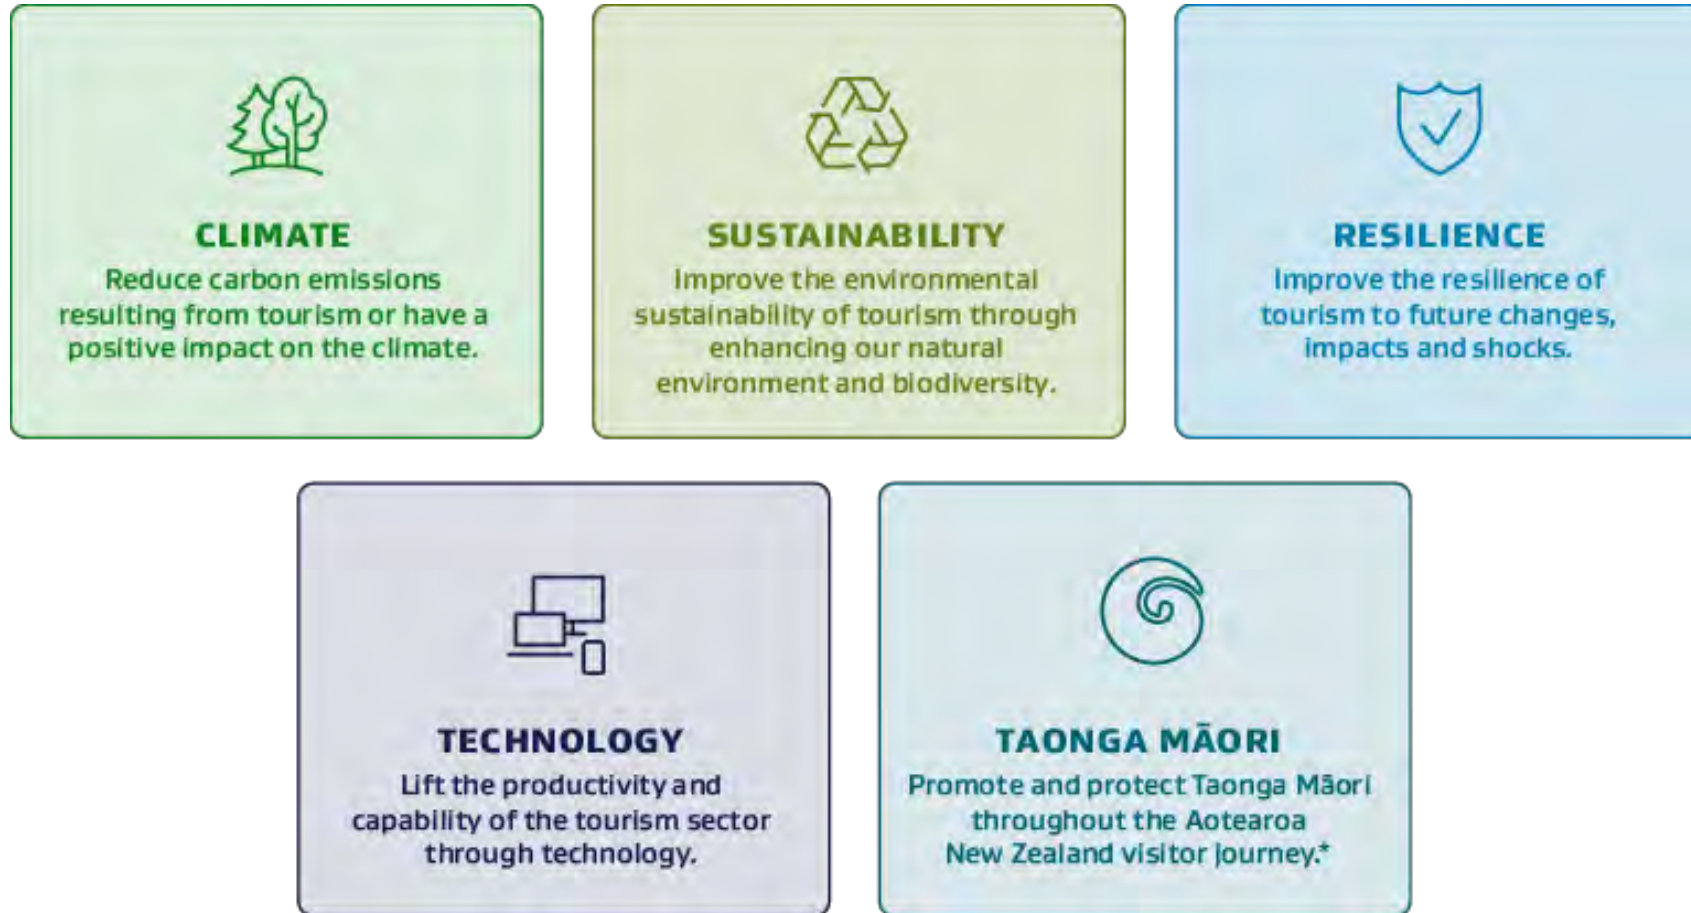 CLIMATE
Reduce carbon emissions
resulting from tourism or have a
positive impact on the climate.
SUSTAINABILITY
Improve the environmental
sustainability of tourism through
enhancing our natural
environment and biodiversity.
RESILIENCE
Improve the resilience of
tourism to future changes,
impacts and shocks.
TECHNOLOGY
Lift the productivity and
capability of the tourism sector
through technology.
TAONGA MĀORI
Promote and protect Taonga Māori
throughout the Aotearoa
New Zealand visitor journey.*